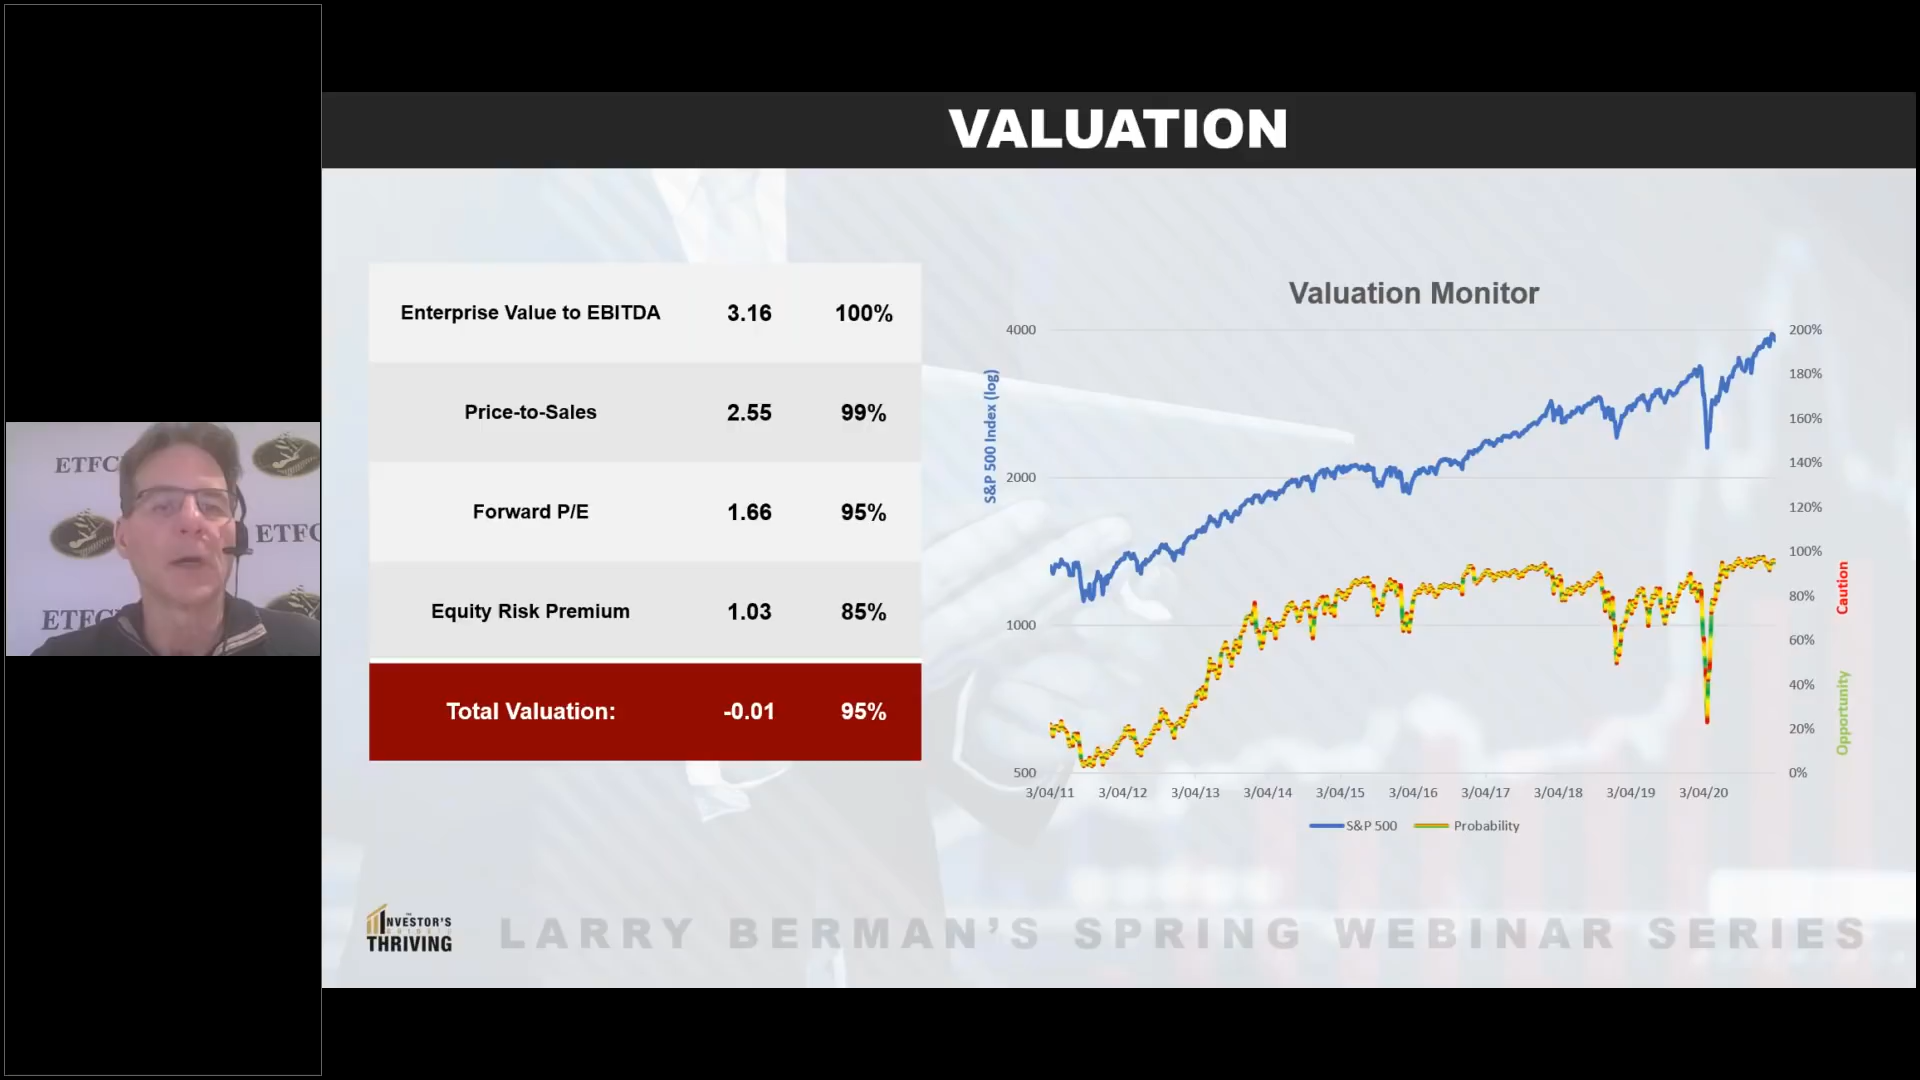 VALUATION
Enterprise Value to EBITDA 3.16 100%
Price-to-Sales 2.55 99%
Forward P/E 1.66 95%
Equity Risk Premium 1.03 85%
Total Valuation: -0.01 95%
Valuation Monitor
S&P 500 Index (log)
4000
2000
1000
500
200%
180%
160%
140%
120%
100%
80%
60%
40%
20%
0%
Caution
Opportunity
3/04/11 3/04/12 3/04/13 3/04/14 3/04/15 3/04/16 3/04/17 3/04/18 3/04/19 3/04/20
S&P 500 Probability
ETFC
ETFC
ETFC
INVESTOR'S
THRIVING
LARRY BERMAN'S SPRING WEBINAR SERIES